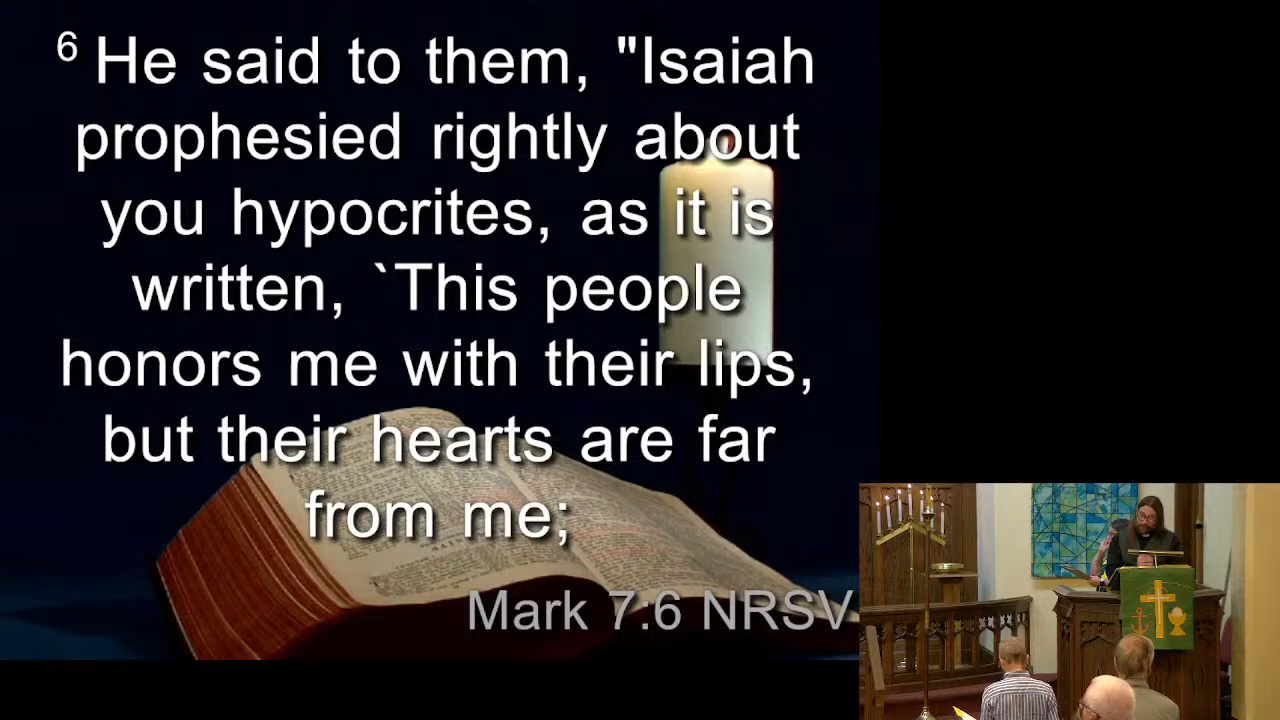 6 He said to them, "Isaiah
prophesied rightly about
you hypocrites, as it is
written, `This people
honors me with their lips,
but their hearts are far
from me;
Mark 7:6 NRSV